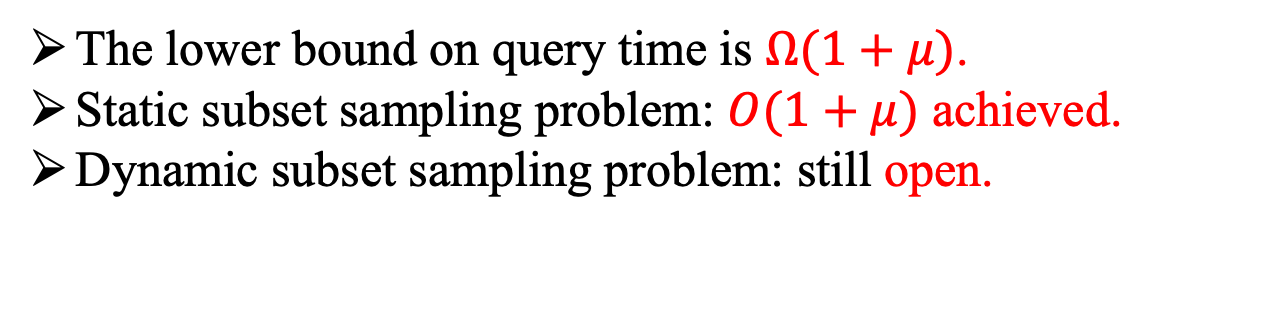 ➢ The lower bound on query time is Ω(1 + μ).
➢ Static subset sampling problem: O(1 + μ) achieved.
➢ Dynamic subset sampling problem: still open.